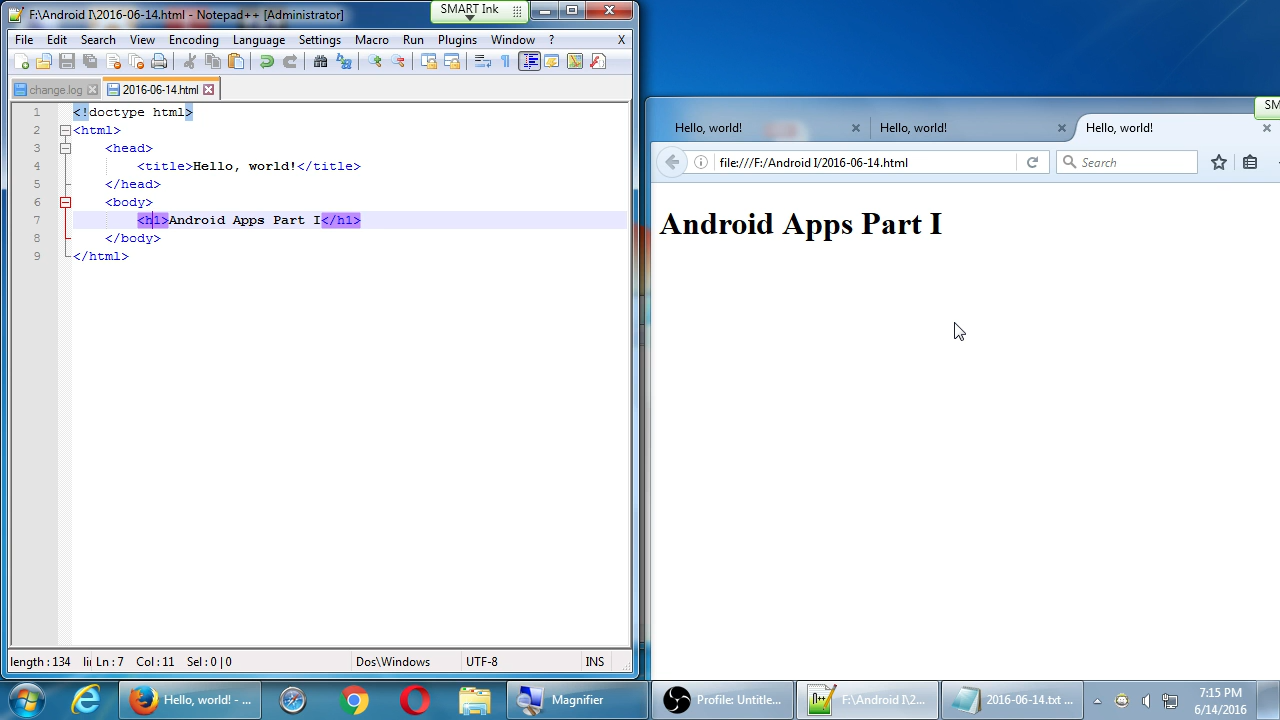 F:\Android I\2016-06-14.html - Notepad++ [Administrator]
SMART Ink
File Edit Search View Encoding Language Settings Macro Run Plugins Window ? X
change.log 2016-06-14.html
1 <!doctype html>
2 <html>
3 <head>
4 <title>Hello, world!</title>
5 </head>
6 <body>
7 <h1>Android Apps Part I</h1>
8 </body>
9 </html>
length : 134 li Ln : 7 Col : 11 Sel : 0 | 0 Dos\Windows UTF-8 INS
SM
Hello, world! Hello, world! Hello, world!
file:///F:/Android I/2016-06-14.html Search
Android Apps Part I
Hello, world! - ... Magnifier Profile: Untitle... F:\Android I\2... 2016-06-14.txt ...
7:15 PM
6/14/2016